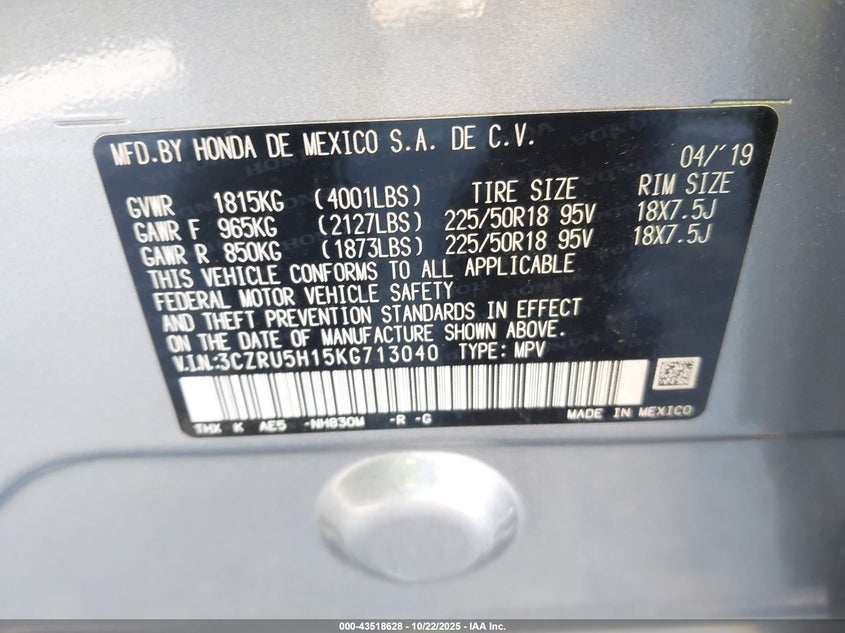 MFD.BY HONDA DE MEXICO S.A. DE C.V.
04/'19
GVWR 1815KG (4001LBS) TIRE SIZE RIM SIZE
GAWR F 965KG (2127LBS) 225/50R18 95V 18X7.5J
GAWR R 850KG (1873LBS) 225/50R18 95V 18X7.5J
THIS VEHICLE CONFORMS TO ALL APPLICABLE
FEDERAL MOTOR VEHICLE SAFETY
AND THEFT PREVENTION STANDARDS IN EFFECT
ON THE DATE OF MANUFACTURE SHOWN ABOVE.
V.I.N.:3CZRU5H15KG713040 TYPE: MPV
THX K AE5 -NH830M -R -G
MADE IN MEXICO
000-43518628 - 10/22/2025 - IAA Inc.